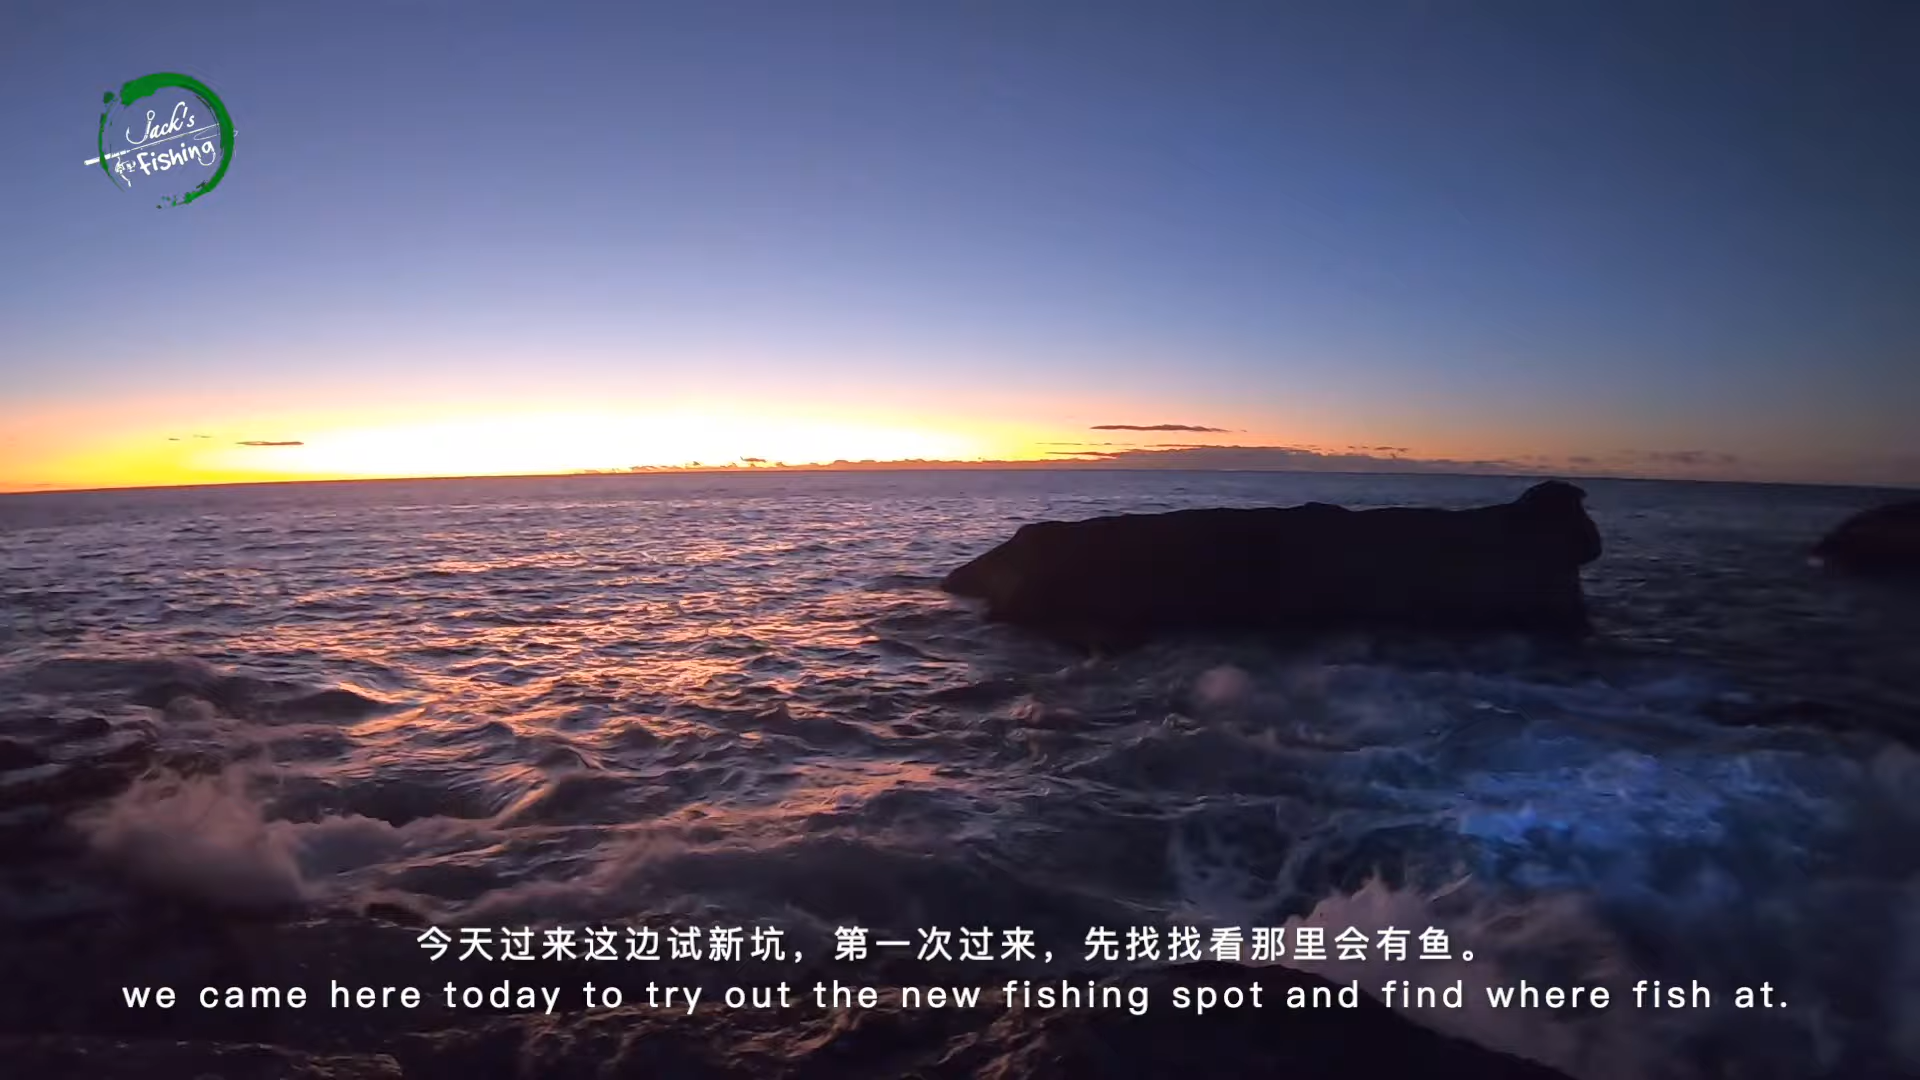 Jack's
fishing
今天过来这边试新坑，第一次过来，先找找看那里会有鱼。
we came here today to try out the new fishing spot and find where fish at.